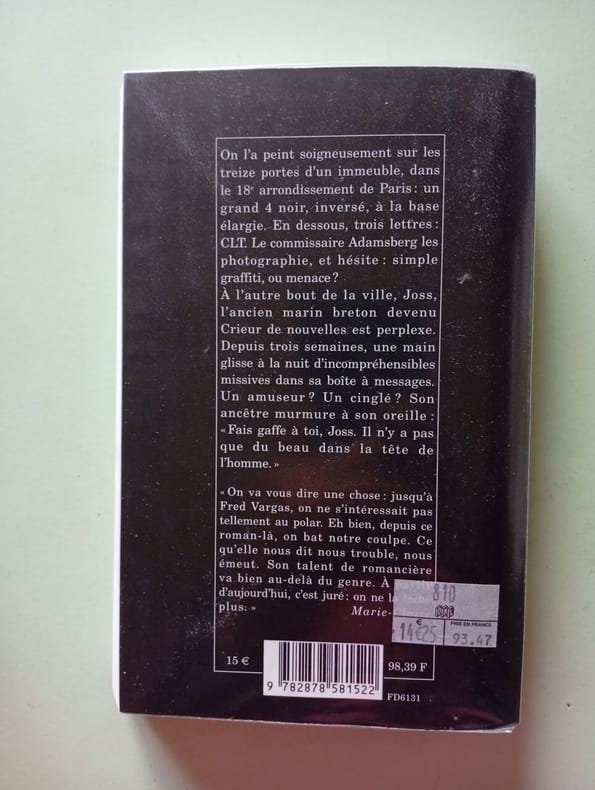 On l'a peint soigneusement sur les
treize portes d'un immeuble, dans
le 18e arrondissement de Paris : un
grand 4 noir, inversé, à la base
élargie. En dessous, trois lettres :
CLT. Le commissaire Adamsberg les
photographie, et hésite : simple
graffiti, ou menace ?
À l'autre bout de la ville, Joss,
l'ancien marin breton devenu
Crieur de nouvelles est perplexe.
Depuis trois semaines, une main
glisse à la nuit d'incompréhensibles
missives dans sa boîte à messages.
Un amuseur ? Un cinglé ? Son
ancêtre murmure à son oreille :
« Fais gaffe à toi, Joss. Il n'y a pas
que du beau dans la tête de
l'homme. »
« On va vous dire une chose : jusqu'à
Fred Vargas, on ne s'intéressait pas
tellement au polar. Eh bien, depuis ce
roman-là, on bat notre coulpe. Ce
qu'elle nous dit nous trouble, nous
émeut. Son talent de romancière
va bien au-delà du genre. À
d'aujourd'hui, c'est juré : on ne la
plus. » Marie-
810
€ PRIX EN FRANCS
14€25 93.47
15 € 98,39 F
9 782878 581522
FD6131